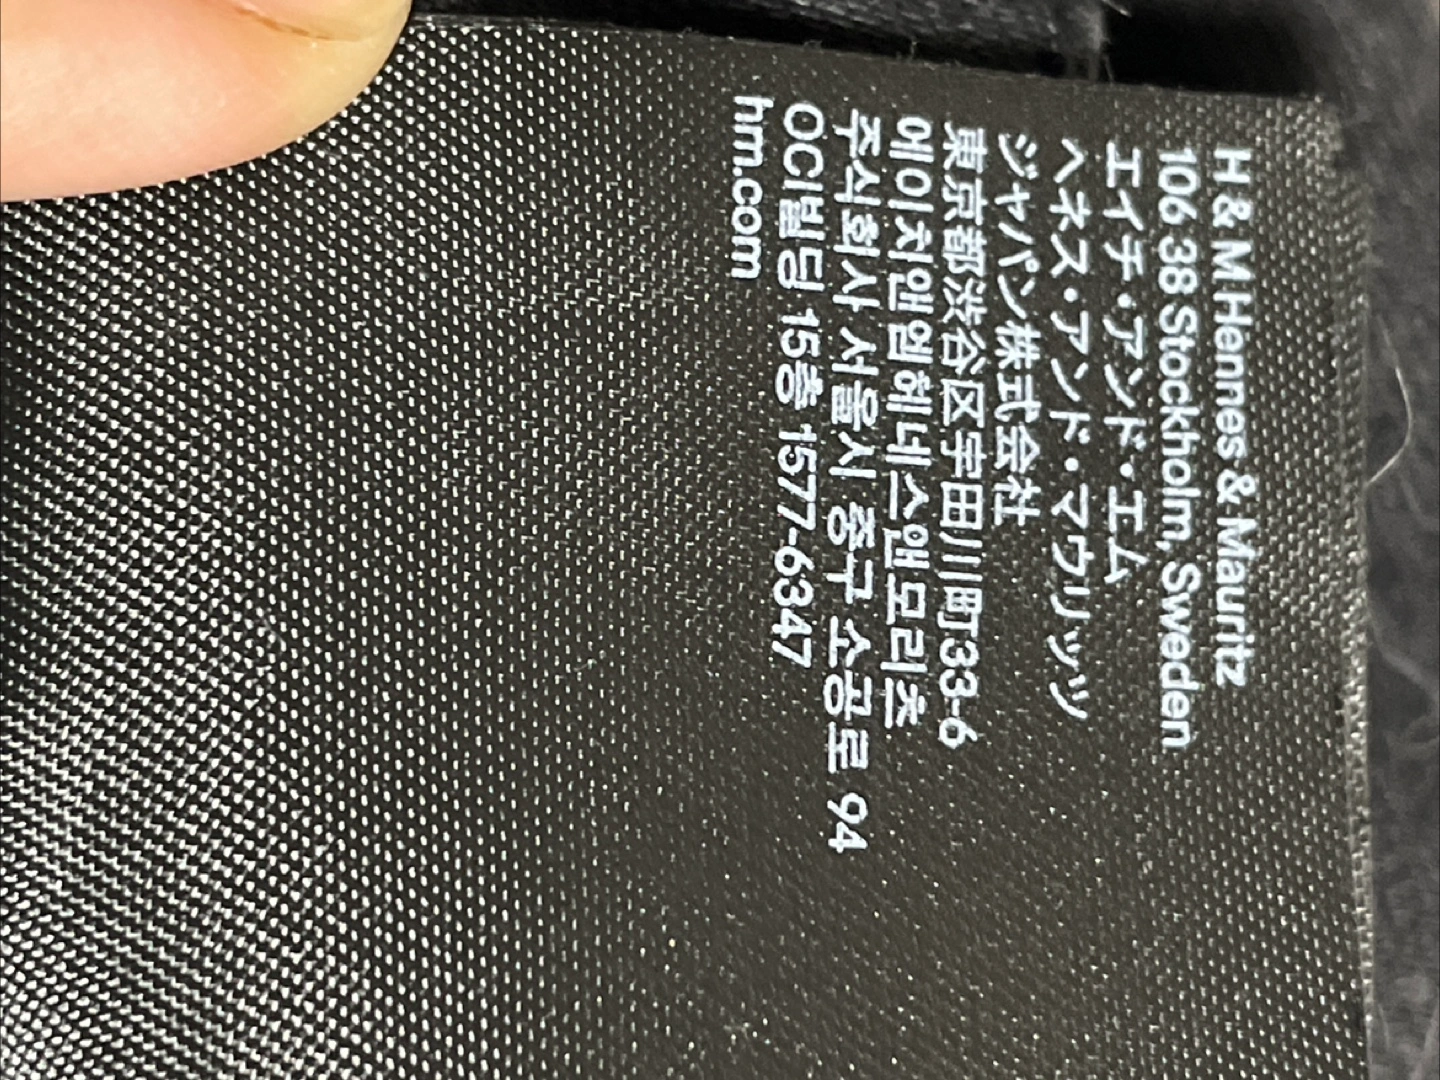 H & M Hennes & Mauritz
106 38 Stockholm, Sweden
エイチ・アンド・エム
ヘネス・アンド・マウリッツ
ジャパン株式会社
東京都渋谷区宇田川町33-6
에이치앤엠헤네스앤모리츠
주식회사 서울시 중구 소공로 94
OCI빌딩 15층 1577-6347
hm.com